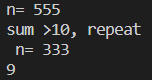 n= 555
sum >10, repeat
n= 333
9